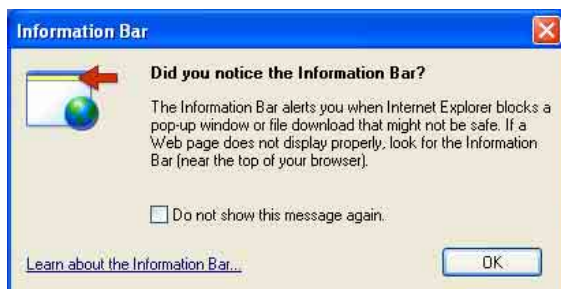 Information Bar
Did you notice the Information Bar?
The Information Bar alerts you when Internet Explorer blocks a
pop-up window or file download that might not be safe. If a
Web page does not display properly, look for the Information
Bar (near the top of your browser).
Do not show this message again.
Learn about the Information Bar...
OK